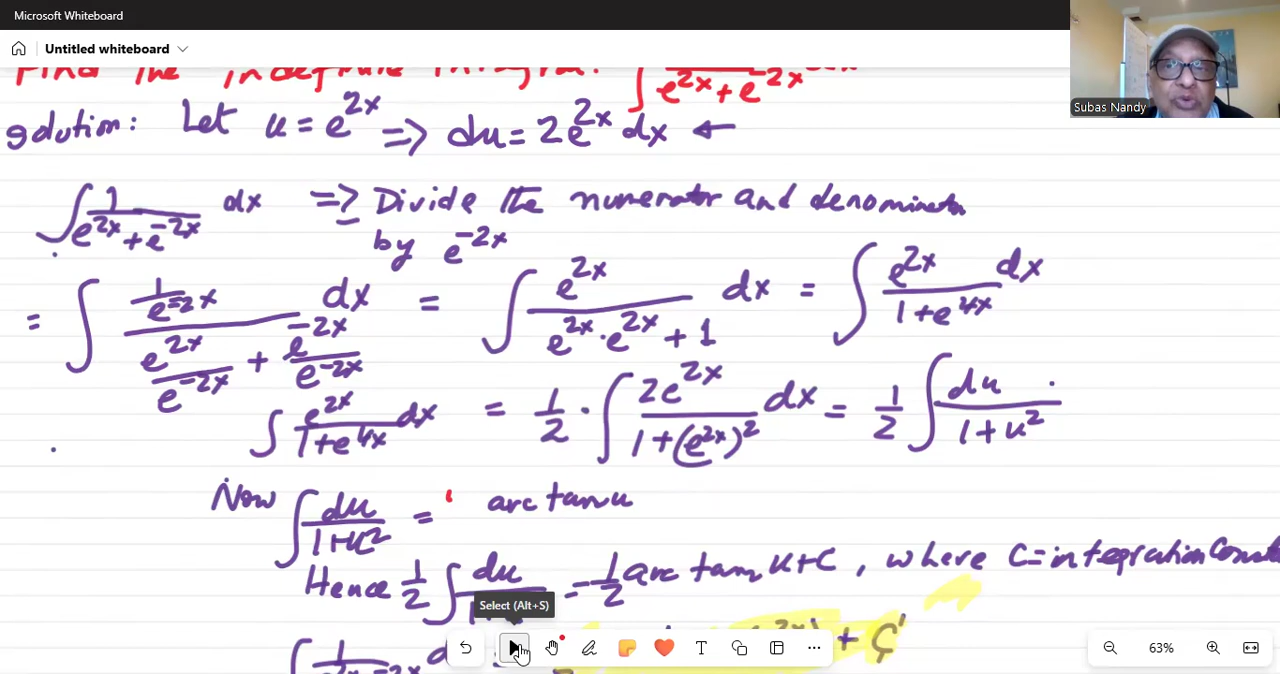 Microsoft Whiteboard
Untitled whiteboard
Subas Nandy
Find the indefinite integral: ∫ e^2x + e^-2x
Solution: Let u = e^2x => du = 2e^2x dx ←
∫ 1/(e^2x + e^-2x) dx => Divide the numerator and denominator
by e^-2x
= ∫ (1/e^-2x)/(e^2x/e^-2x + e^-2x/e^-2x) dx = ∫ e^2x/(e^2x · e^2x + 1) dx = ∫ e^2x/(1 + e^4x) dx
∫ e^2x/(1+e^4x) dx = 1/2 · ∫ 2e^2x/(1 + (e^2x)^2) dx = 1/2 ∫ du/(1 + u^2)
Now ∫ du/(1+u^2) = arc tan u
Hence 1/2 ∫ du = 1/2 arc tan u + C, where C = integration
Select (Alt+S)
+ C
63%